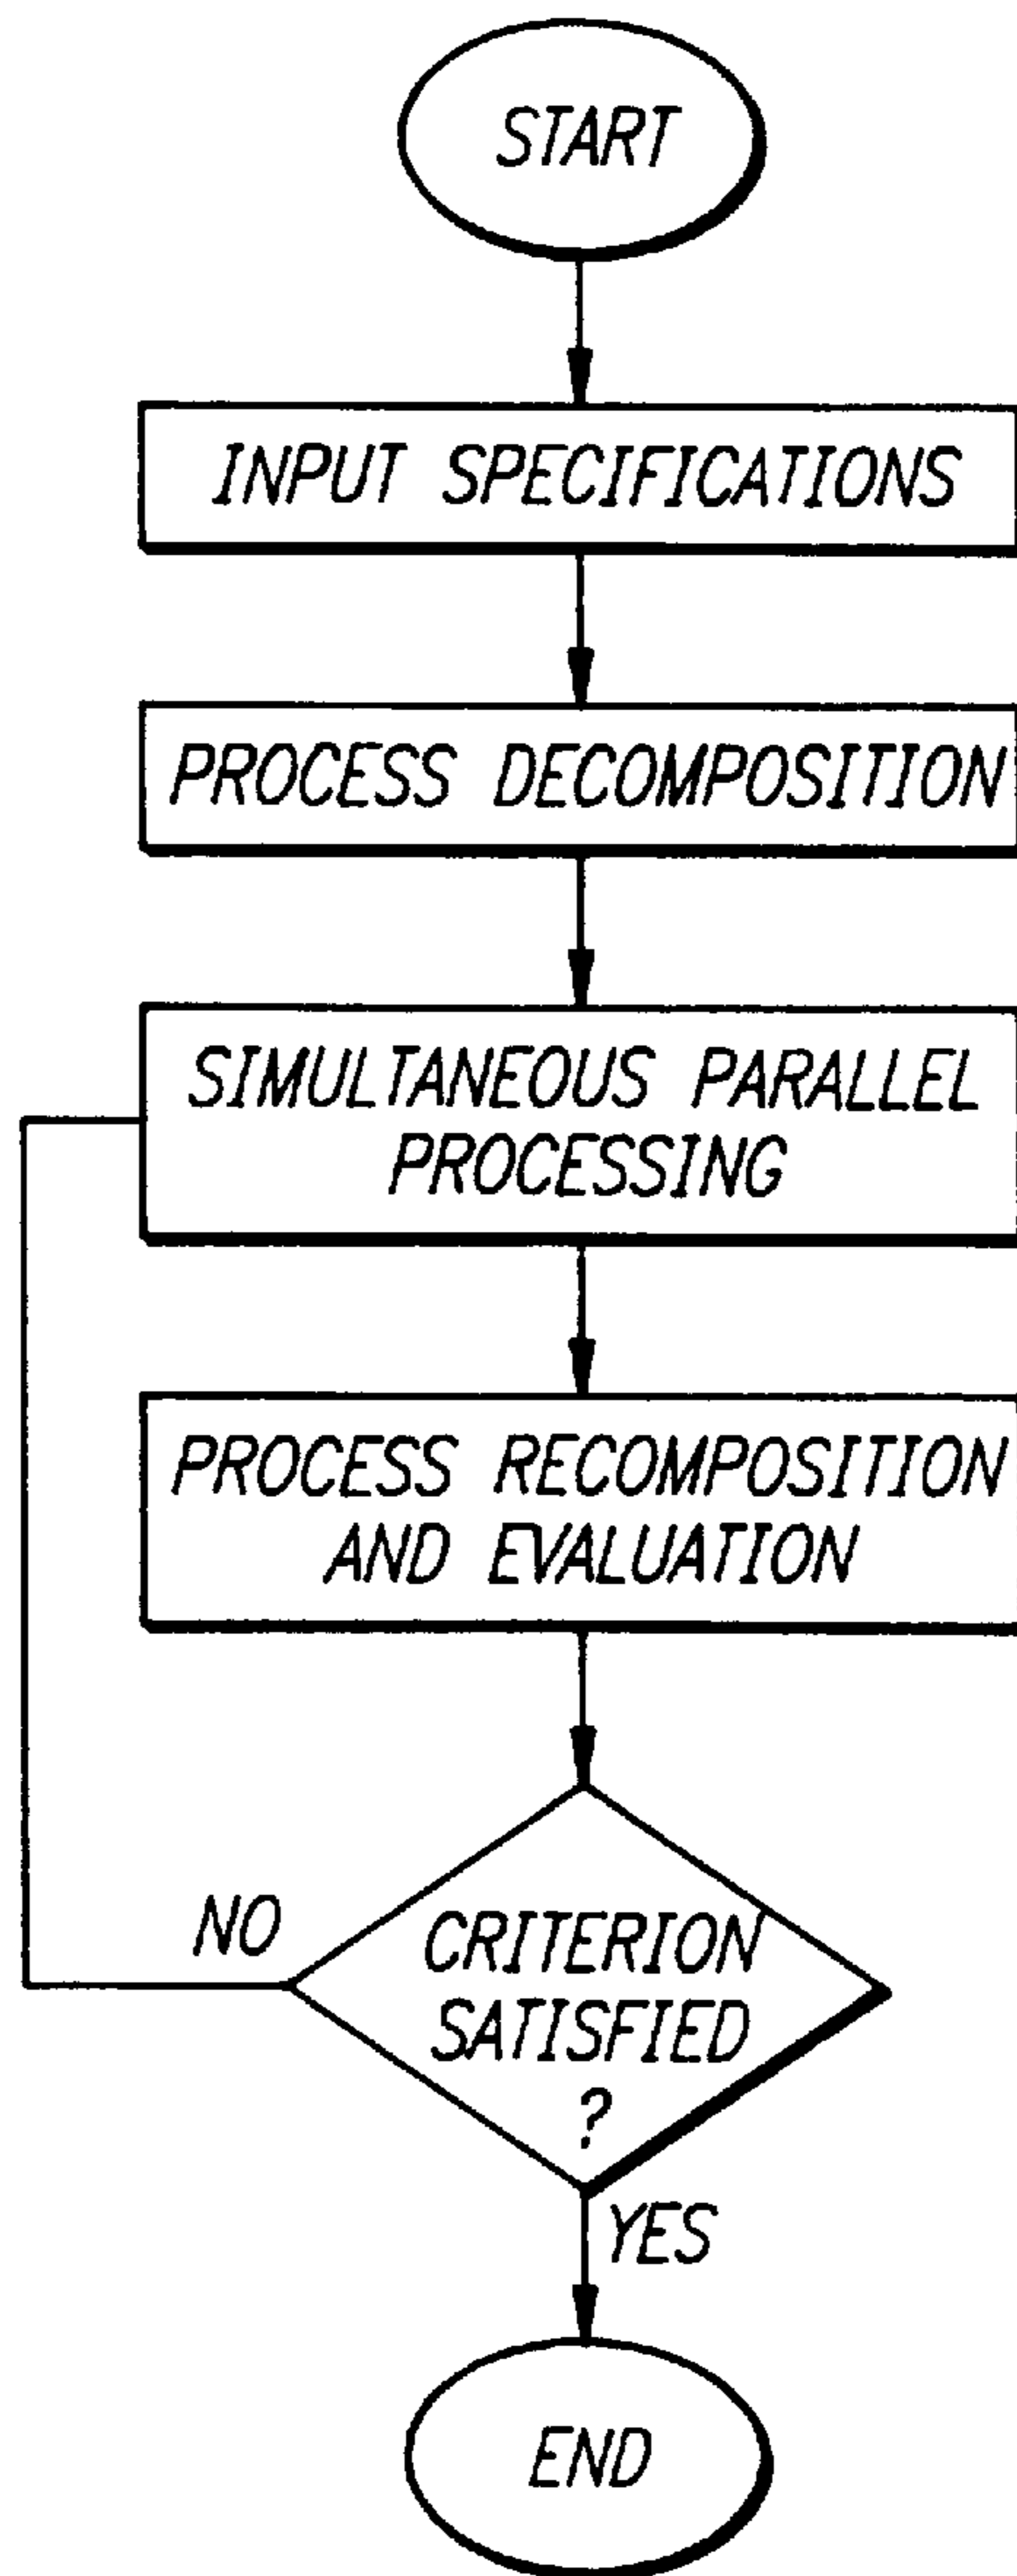 START
INPUT SPECIFICATIONS
PROCESS DECOMPOSITION
SIMULTANEOUS PARALLEL
PROCESSING
PROCESS RECOMPOSITION
AND EVALUATION
NO
CRITERION
SATISFIED
?
YES
END